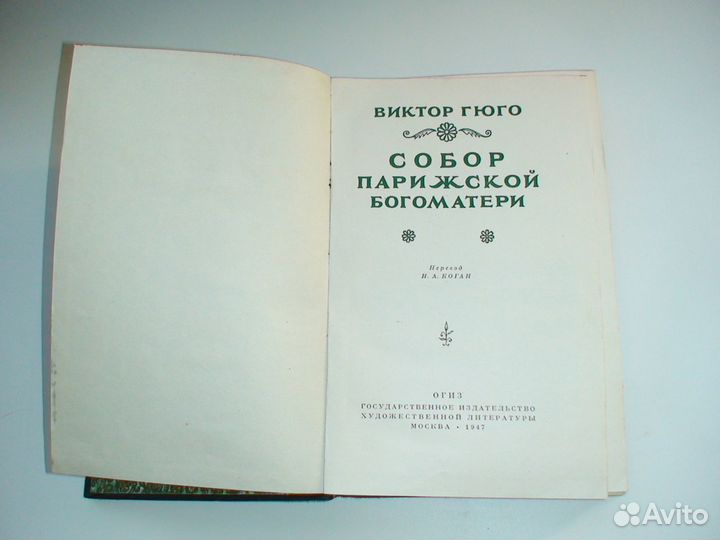 ВИКТОР ГЮГО
СОБОР
ПАРИЖСКОЙ
БОГОМАТЕРИ
Перевод
Н. А. КОГАН
ОГИЗ
ГОСУДАРСТВЕННОЕ ИЗДАТЕЛЬСТВО
ХУДОЖЕСТВЕННОЙ ЛИТЕРАТУРЫ
МОСКВА • 1947
Avito